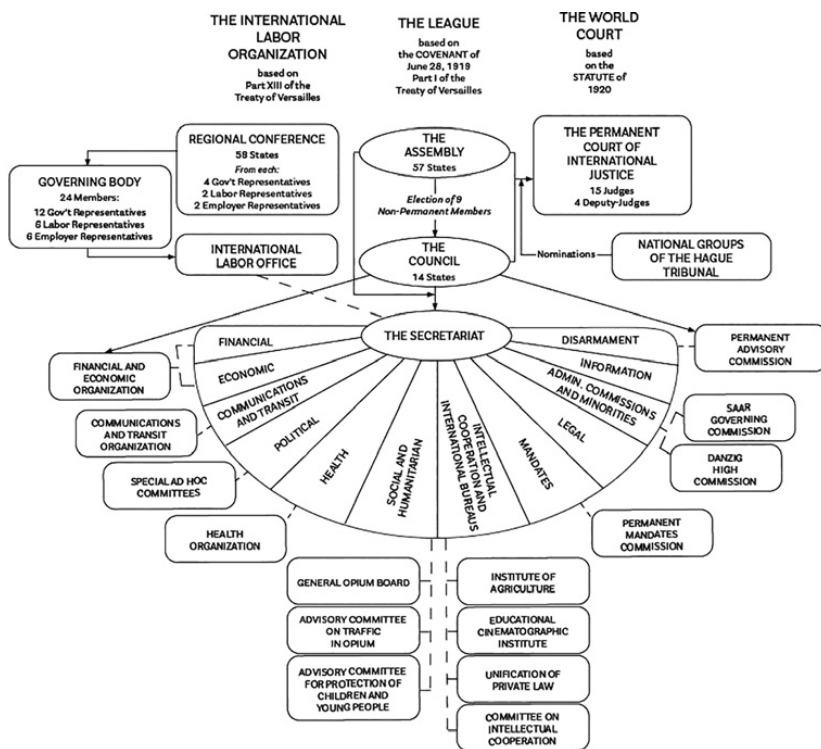 THE INTERNATIONAL
LABOR
ORGANIZATION
based on
Part XIII of the
Treaty of Versailles
THE LEAGUE
based on
the COVENANT of
June 28, 1919
Part I of the
Treaty of Versailles
THE WORLD
COURT
based
on the
STATUTE of
1920
REGIONAL CONFERENCE
58 States
From each:
4 Gov't Representatives
2 Labor Representatives
2 Employer Representatives
GOVERNING BODY
24 Members:
12 Gov't Representatives
6 Labor Representatives
6 Employer Representatives
INTERNATIONAL
LABOR OFFICE
THE
ASSEMBLY
57 States
Election of 9
Non-Permanent Members
THE
COUNCIL
14 States
THE PERMANENT
COURT OF
INTERNATIONAL
JUSTICE
15 Judges
4 Deputy-Judges
Nominations
NATIONAL GROUPS
OF THE HAGUE
TRIBUNAL
THE SECRETARIAT
FINANCIAL
ECONOMIC
COMMUNICATIONS
AND TRANSIT
POLITICAL
HEALTH
SOCIAL AND
HUMANITARIAN
INTELLECTUAL
COOPERATION AND
INTERNATIONAL BUREAUS
MANDATES
LEGAL
ADMIN. COMMISSIONS
AND MINORITIES
INFORMATION
DISARMAMENT
FINANCIAL AND
ECONOMIC
ORGANIZATION
COMMUNICATIONS
AND TRANSIT
ORGANIZATION
SPECIAL AD HOC
COMMITTEES
HEALTH
ORGANIZATION
PERMANENT
ADVISORY
COMMISSION
SAAR
GOVERNING
COMMISSION
DANZIG
HIGH
COMMISSION
PERMANENT
MANDATES
COMMISSION
GENERAL OPIUM BOARD
ADVISORY COMMITTEE
ON TRAFFIC
IN OPIUM
ADVISORY COMMITTEE
FOR PROTECTION OF
CHILDREN AND
YOUNG PEOPLE
INSTITUTE OF
AGRICULTURE
EDUCATIONAL
CINEMATOGRAPHIC
INSTITUTE
UNIFICATION OF
PRIVATE LAW
COMMITTEE ON
INTELLECTUAL
COOPERATION